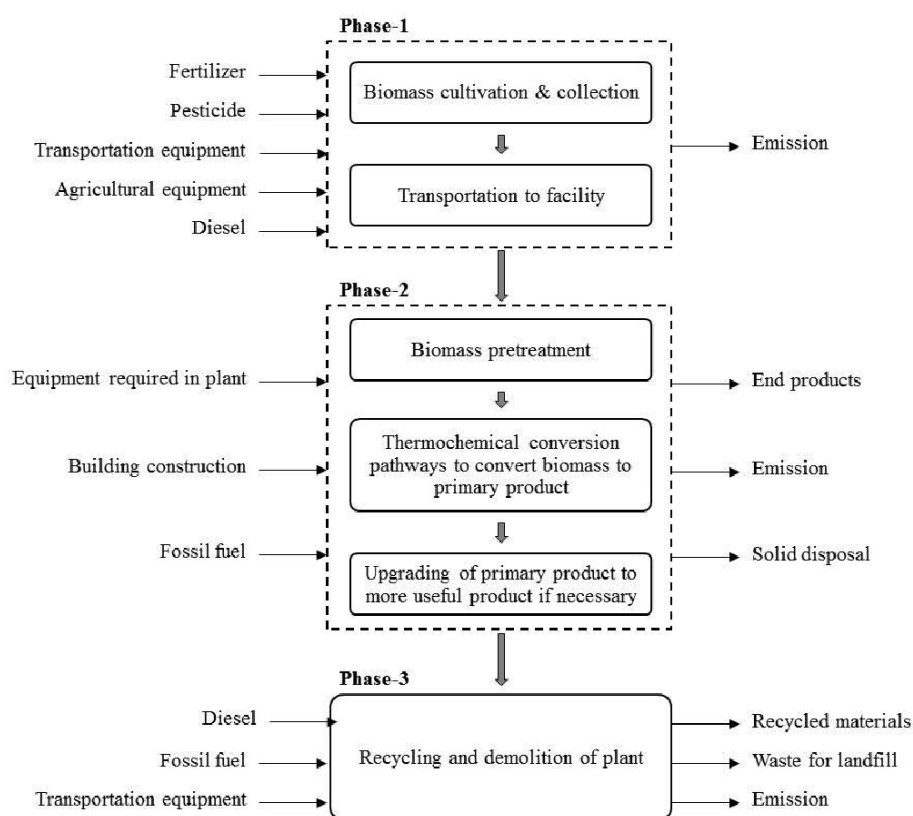 Phase-1
Fertilizer
Pesticide
Transportation equipment
Agricultural equipment
Diesel
Biomass cultivation & collection
Transportation to facility
Emission
Phase-2
Equipment required in plant
Building construction
Fossil fuel
Biomass pretreatment
Thermochemical conversion
pathways to convert biomass to
primary product
Upgrading of primary product to
more useful product if necessary
End products
Emission
Solid disposal
Phase-3
Diesel
Fossil fuel
Transportation equipment
Recycling and demolition of plant
Recycled materials
Waste for landfill
Emission